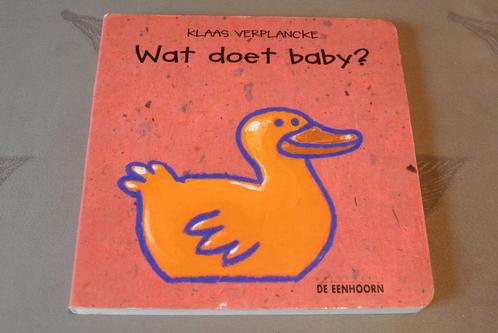 KLAAS VERPLANCKE
Wat doet baby?
DE EENHOORN